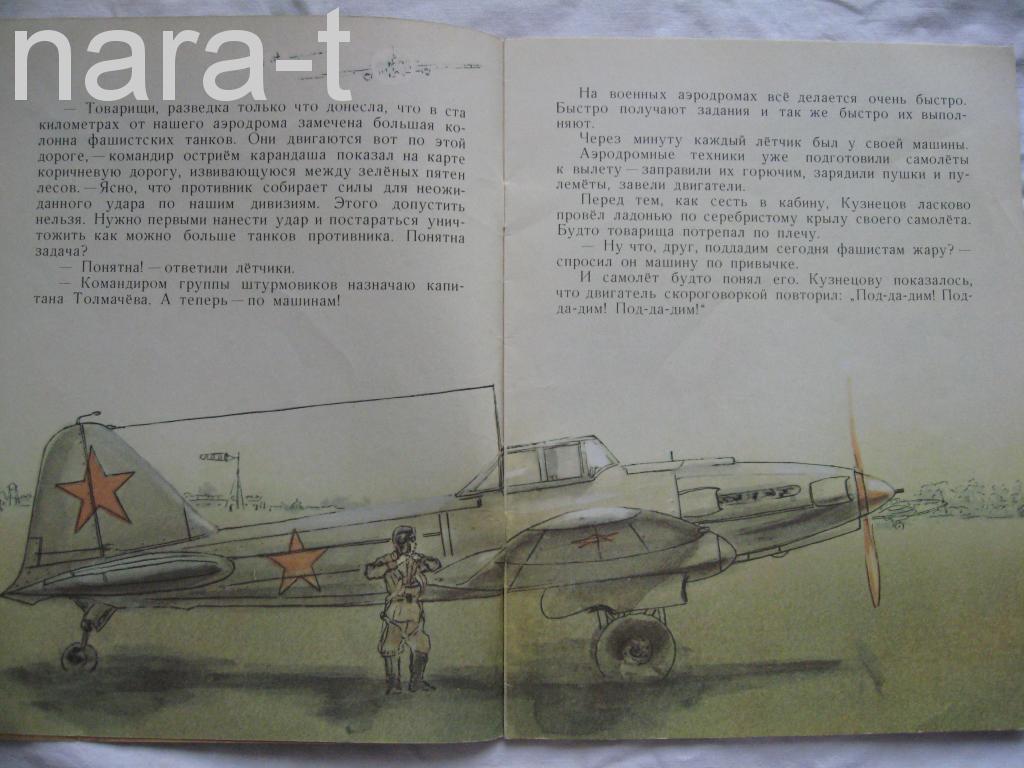 nara-t
— Товарищи, разведка только что донесла, что в ста
километрах от нашего аэродрома замечена большая ко-
лонна фашистских танков. Они двигаются вот по этой
дороге, — командир остриём карандаша показал на карте
коричневую дорогу, извивающуюся между зелёных пятен
лесов. — Ясно, что противник собирает силы для неожи-
данного удара по нашим дивизиям. Этого допустить
нельзя. Нужно первыми нанести удар и постараться унич-
тожить как можно больше танков противника. Понятна
задача?
— Понятна! — ответили лётчики.
— Командиром группы штурмовиков назначаю капи-
тана Толмачёва. А теперь — по машинам!
На военных аэродромах всё делается очень быстро.
Быстро получают задания и так же быстро их выпол-
няют.
Через минуту каждый лётчик был у своей машины.
Аэродромные техники уже подготовили самолёты
к вылету — заправили их горючим, зарядили пушки и пу-
лемёты, завели двигатели.
Перед тем, как сесть в кабину, Кузнецов ласково
провёл ладонью по серебристому крылу своего самолёта.
Будто товарища потрепал по плечу.
— Ну что, друг, поддадим сегодня фашистам жару? —
спросил он машину по привычке.
И самолёт будто понял его. Кузнецову показалось,
что двигатель скороговоркой повторил: „Под-да-дим! Под-
да-дим! Под-да-дим!“